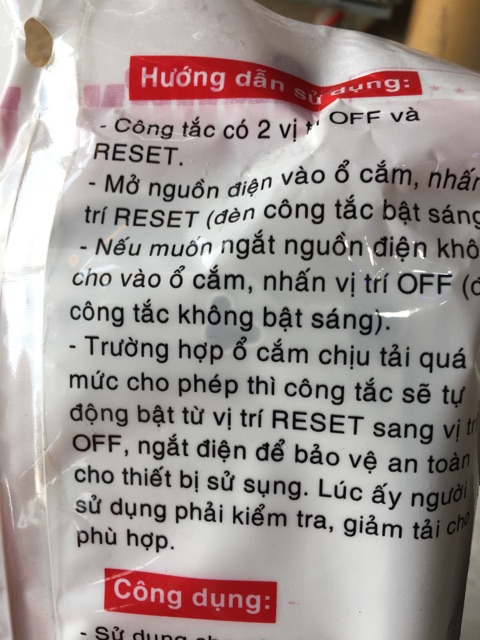 Hướng dẫn sử dụng:
- Công tắc có 2 vị t OFF và
RESET.
- Mở nguồn điện vào ổ cắm, nhấn
trí RESET (đèn công tắc bật sáng
- Nếu muốn ngắt nguồn điện khô
cho vào ổ cắm, nhấn vị trí OFF (đ
công tắc không bật sáng).
- Trường hợp ổ cắm chịu tải quá
mức cho phép thì công tắc sẽ tự
động bật từ vị trí RESET sang vị trí
OFF, ngắt điện để bảo vệ an toàn
cho thiết bị sử sụng. Lúc ấy người
sử dụng phải kiểm tra, giảm tải cho
phù hợp.
Công dụng:
- Sử dụng